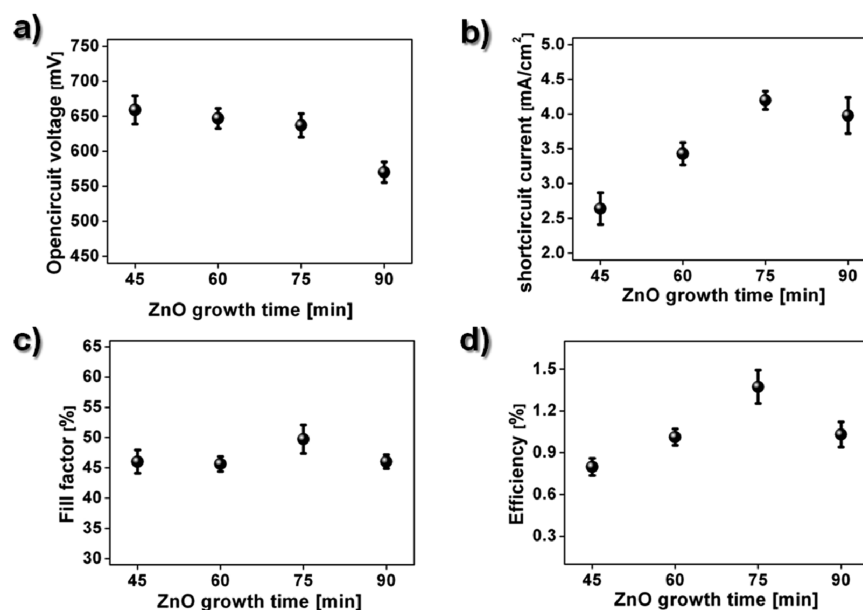 a)
Opencircuit voltage [mV]
750
700
650
600
550
500
450
45 60 75 90
ZnO growth time [min]
b)
shortcircuit current [mA/cm²]
5.0
4.5
4.0
3.5
3.0
2.5
2.0
45 60 75 90
ZnO growth time [min]
c)
Fill factor [%]
65
60
55
50
45
40
35
30
45 60 75 90
ZnO growth time [min]
d)
Efficiency [%]
1.5
1.2
0.9
0.6
0.3
45 60 75 90
ZnO growth time [min]